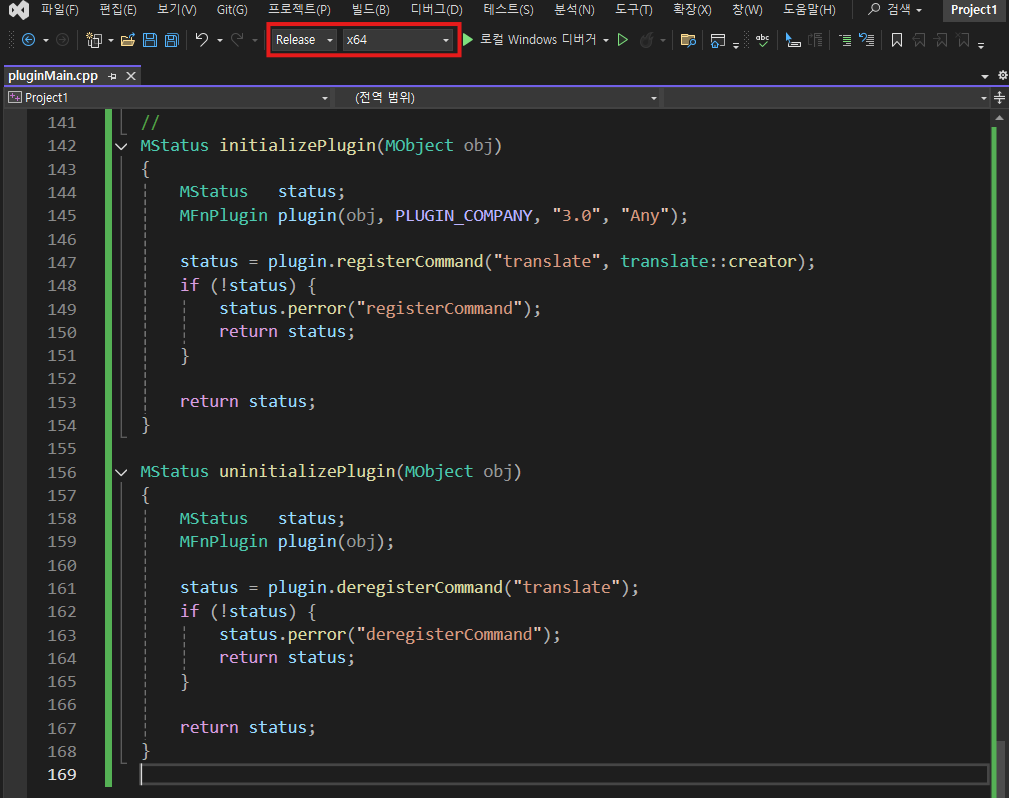 파일(F) 편집(E) 보기(V) Git(G) 프로젝트(P) 빌드(B) 디버그(D) 테스트(S) 분석(N) 도구(T) 확장(X) 창(W) 도움말(H) 검색 Project1
Release x64 로컬 Windows 디버거
pluginMain.cpp
Project1 (전역 범위)
141 //
142 MStatus initializePlugin(MObject obj)
143 {
144 MStatus status;
145 MFnPlugin plugin(obj, PLUGIN_COMPANY, "3.0", "Any");
146
147 status = plugin.registerCommand("translate", translate::creator);
148 if (!status) {
149 status.perror("registerCommand");
150 return status;
151 }
152
153 return status;
154 }
155
156 MStatus uninitializePlugin(MObject obj)
157 {
158 MStatus status;
159 MFnPlugin plugin(obj);
160
161 status = plugin.deregisterCommand("translate");
162 if (!status) {
163 status.perror("deregisterCommand");
164 return status;
165 }
166
167 return status;
168 }
169